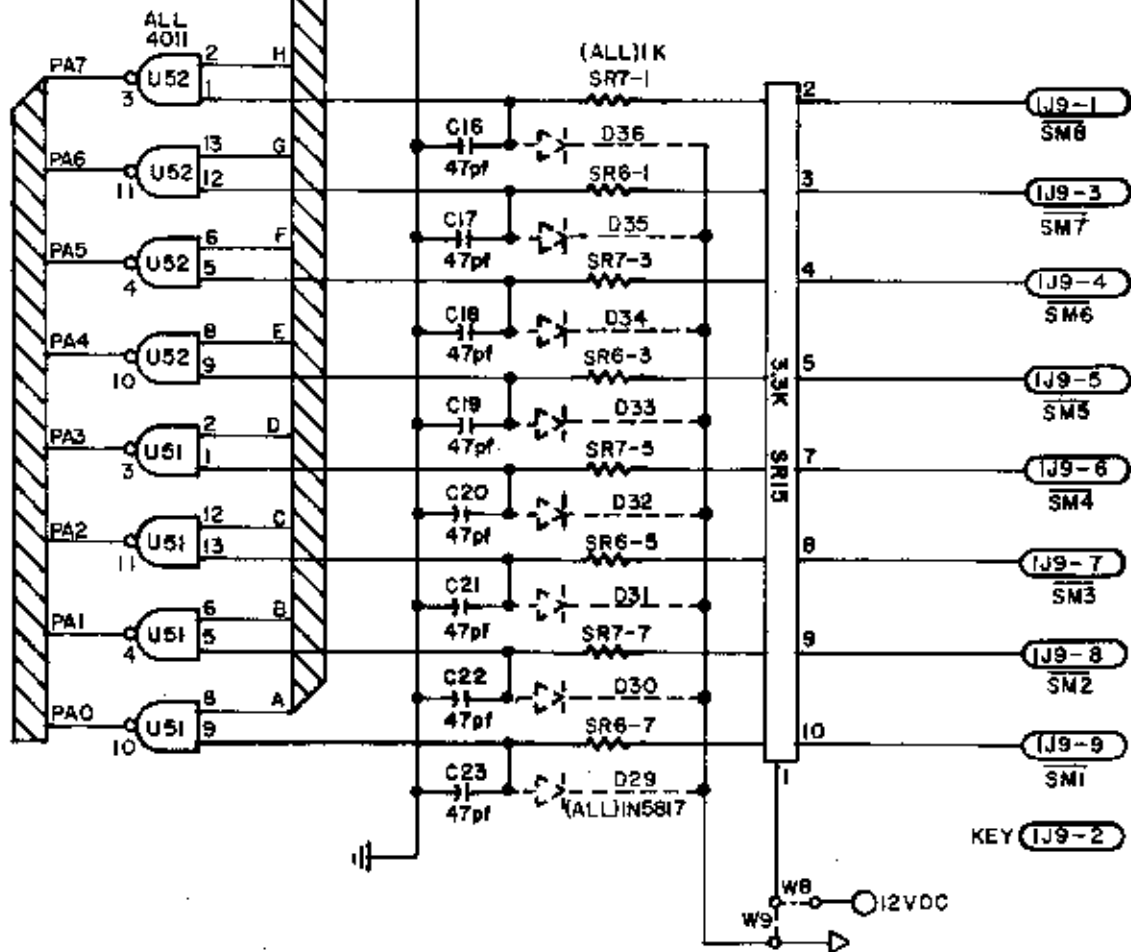 ALL
4011
PA7
3
U52
2
1
H
(ALL)1K
SR7-1
2
1J9-1
SM8
C16
47pf
D36
PA6
11
U52
13
12
G
SR6-1
3
1J9-3
SM7
C17
47pf
D35
PA5
4
U52
6
5
F
SR7-3
4
1J9-4
SM6
C18
47pf
D34
PA4
10
U52
8
9
E
SR6-3
5
1J9-5
SM5
C19
47pf
D33
3.3K SR15
PA3
3
U51
2
1
D
SR7-5
7
1J9-6
SM4
C20
47pf
D32
PA2
11
U51
12
13
C
SR6-5
8
1J9-7
SM3
C21
47pf
D31
PA1
4
U51
6
5
B
SR7-7
9
1J9-8
SM2
C22
47pf
D30
PA0
10
U51
8
9
A
SR6-7
10
1J9-9
SM1
C23
47pf
D29
(ALL)IN5817
1
KEY 1J9-2
W8
12VDC
W9